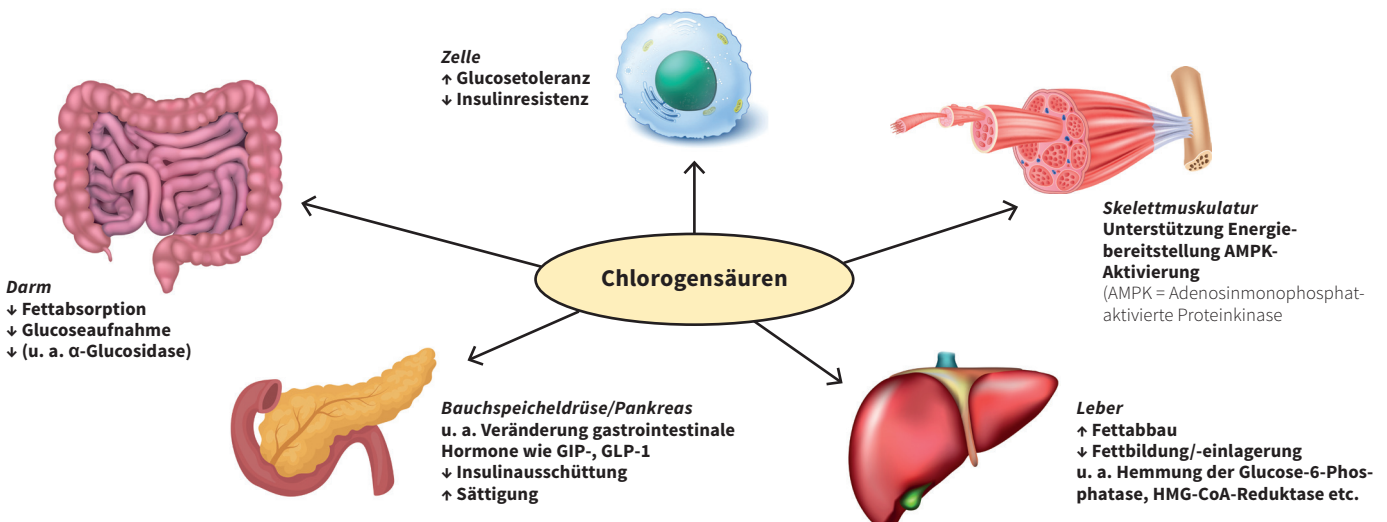 Zelle
↑ Glucosetoleranz
↓ Insulinresistenz
Chlorogensäuren
Skelettmuskulatur
Unterstützung Energie-
bereitstellung AMPK-
Aktivierung
(AMPK = Adenosinmonophosphat-
aktivierte Proteinkinase
Darm
↓ Fettabsorption
↓ Glucoseaufnahme
↓ (u. a. α-Glucosidase)
Bauchspeicheldrüse/Pankreas
u. a. Veränderung gastrointestinale
Hormone wie GIP-, GLP-1
↓ Insulinausschüttung
↑ Sättigung
Leber
↑ Fettabbau
↓ Fettbildung/-einlagerung
u. a. Hemmung der Glucose-6-Phos-
phatase, HMG-CoA-Reduktase etc.